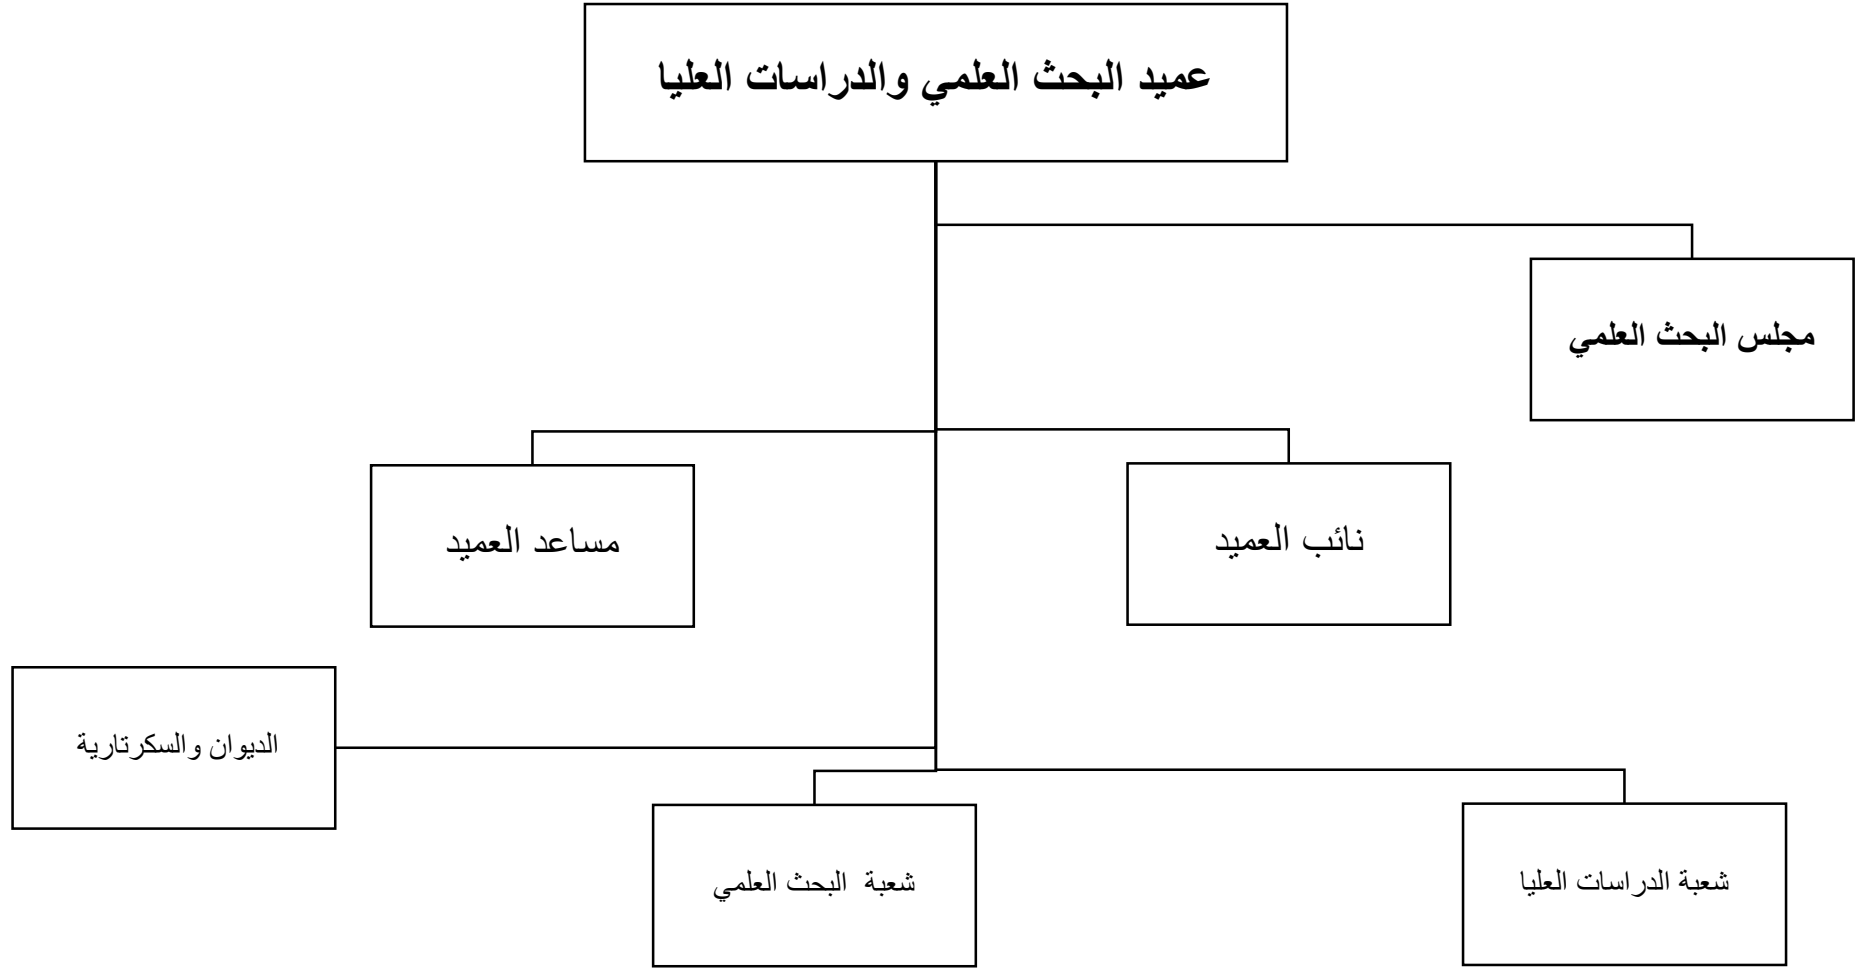 عميد البحث العلمي والدراسات العليا
مجلس البحث العلمي
نائب العميد
مساعد العميد
الديوان والسكرتارية
شعبة الدراسات العليا
شعبة البحث العلمي